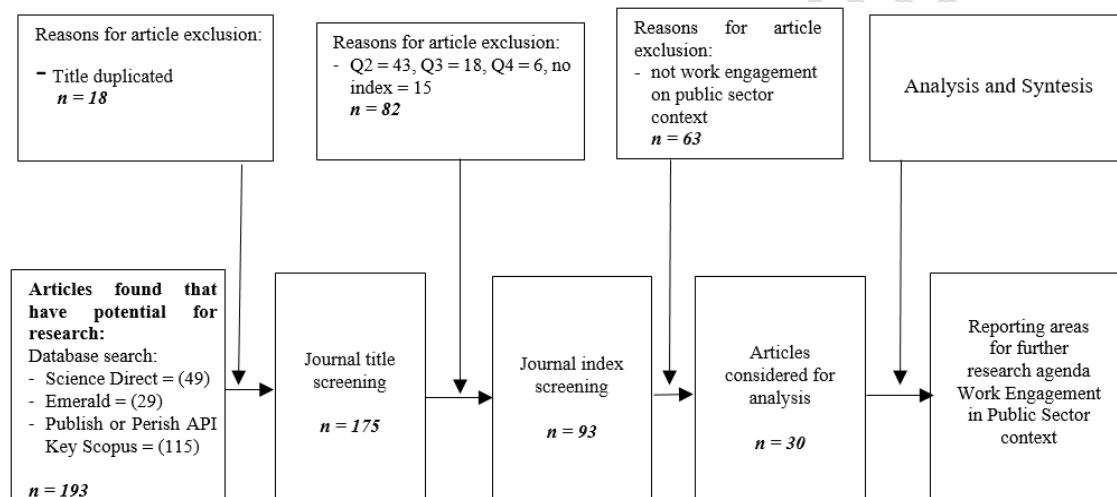 Reasons for article exclusion:
- Title duplicated
n = 18
Reasons for article exclusion:
- Q2 = 43, Q3 = 18, Q4 = 6, no
index = 15
n = 82
Reasons for article
exclusion:
- not work engagement
on public sector
context
n = 63
Analysis and Syntesis
Articles found that
have potential for
research:
Database search:
- Science Direct = (49)
- Emerald = (29)
- Publish or Perish API
Key Scopus = (115)
n = 193
Journal title
screening
n = 175
Journal index
screening
n = 93
Articles
considered for
analysis
n = 30
Reporting areas
for further
research agenda
Work Engagement
in Public Sector
context